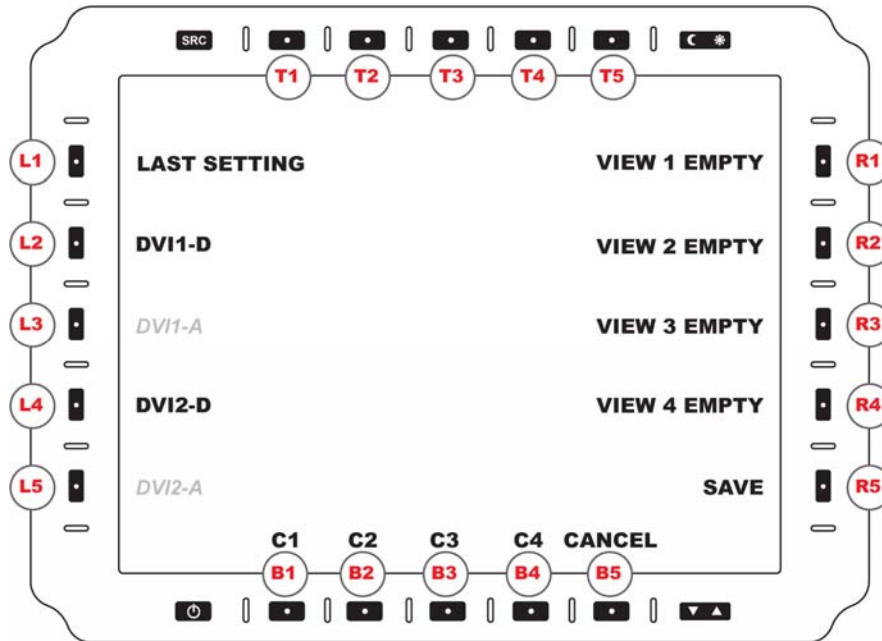 SRC
T1 T2 T3 T4 T5
L1 LAST SETTING VIEW 1 EMPTY R1
L2 DVI1-D VIEW 2 EMPTY R2
L3 DVI1-A VIEW 3 EMPTY R3
L4 DVI2-D VIEW 4 EMPTY R4
L5 DVI2-A SAVE R5
C1 C2 C3 C4 CANCEL
B1 B2 B3 B4 B5